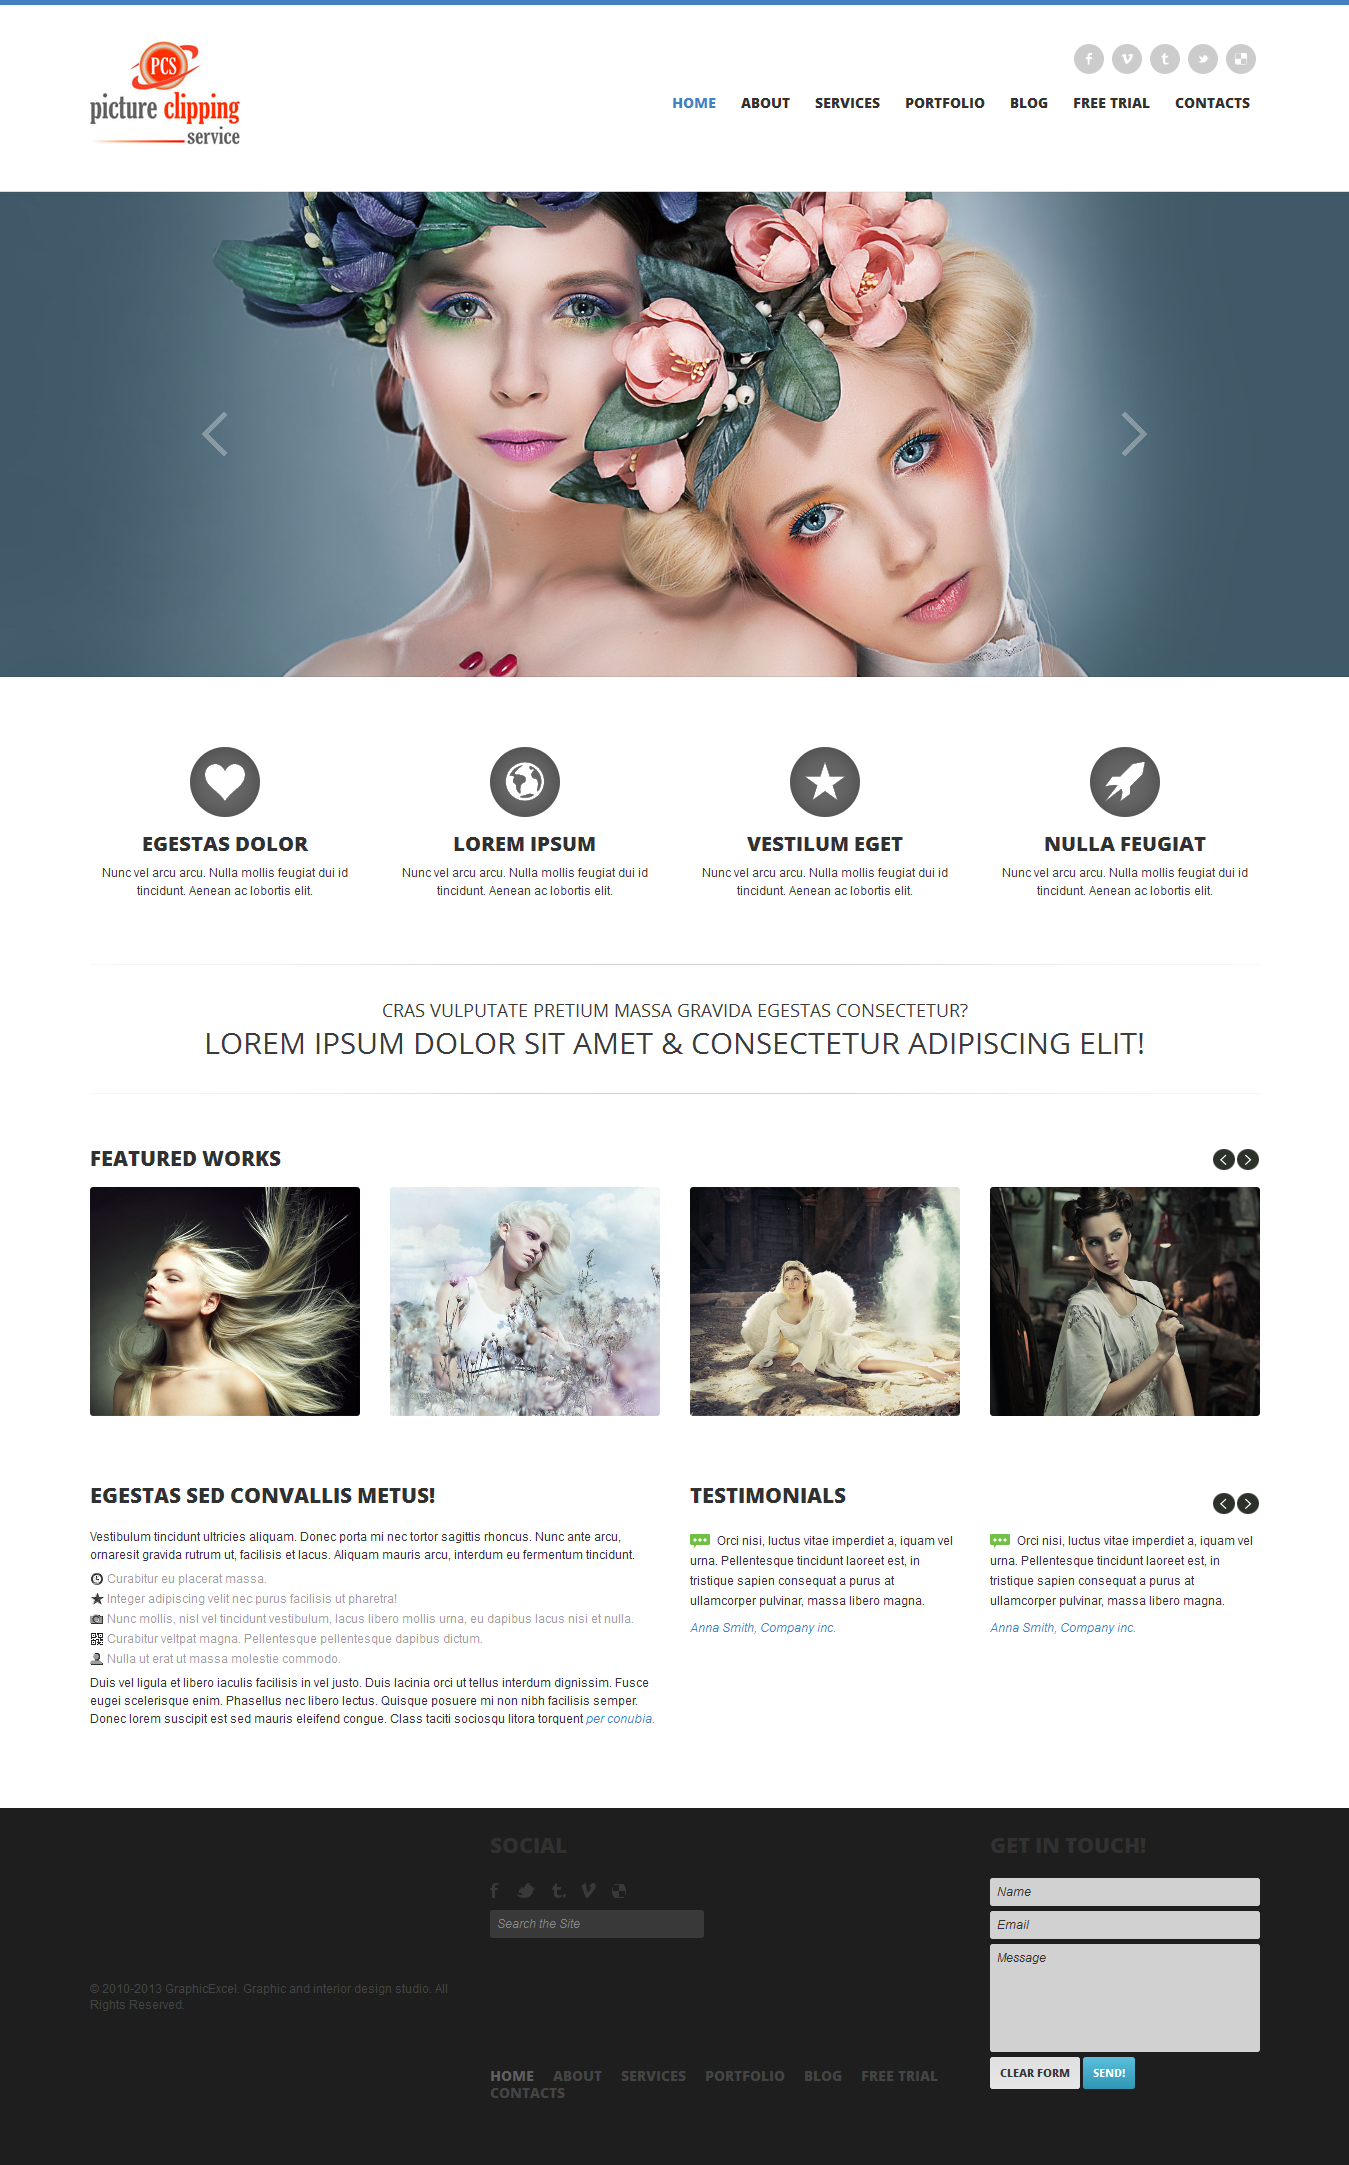 PCS
picture clipping
service
HOME ABOUT SERVICES PORTFOLIO BLOG FREE TRIAL CONTACTS
EGESTAS DOLOR
Nunc vel arcu arcu. Nulla mollis feugiat dui id
tincidunt. Aenean ac lobortis elit.
LOREM IPSUM
Nunc vel arcu arcu. Nulla mollis feugiat dui id
tincidunt. Aenean ac lobortis elit.
VESTILUM EGET
Nunc vel arcu arcu. Nulla mollis feugiat dui id
tincidunt. Aenean ac lobortis elit.
NULLA FEUGIAT
Nunc vel arcu arcu. Nulla mollis feugiat dui id
tincidunt. Aenean ac lobortis elit.
CRAS VULPUTATE PRETIUM MASSA GRAVIDA EGESTAS CONSECTETUR?
LOREM IPSUM DOLOR SIT AMET & CONSECTETUR ADIPISCING ELIT!
FEATURED WORKS
EGESTAS SED CONVALLIS METUS!
Vestibulum tincidunt ultricies aliquam. Donec porta mi nec tortor sagittis rhoncus. Nunc ante arcu,
ornaresit gravida rutrum ut, facilisis et lacus. Aliquam mauris arcu, interdum eu fermentum tincidunt.
Curabitur eu placerat massa.
Integer adipiscing velit nec purus facilisis ut pharetra!
Nunc mollis, nisl vel tincidunt vestibulum, lacus libero mollis urna, eu dapibus lacus nisi et nulla.
Curabitur veltpat magna. Pellentesque pellentesque dapibus dictum.
Nulla ut erat ut massa molestie commodo.
Duis vel ligula et libero iaculis facilisis in vel justo. Duis lacinia orci ut tellus interdum dignissim. Fusce
eugei scelerisque enim. Phasellus nec libero lectus. Quisque posuere mi non nibh facilisis semper.
Donec lorem suscipit est sed mauris eleifend congue. Class taciti sociosqu litora torquent per conubia.
TESTIMONIALS
Orci nisi, luctus vitae imperdiet a, iquam vel
urna. Pellentesque tincidunt laoreet est, in
tristique sapien consequat a purus at
ullamcorper pulvinar, massa libero magna.
Anna Smith, Company inc.
Orci nisi, luctus vitae imperdiet a, iquam vel
urna. Pellentesque tincidunt laoreet est, in
tristique sapien consequat a purus at
ullamcorper pulvinar, massa libero magna.
Anna Smith, Company inc.
© 2010-2013 GraphicExcel. Graphic and interior design studio. All
Rights Reserved.
SOCIAL
Search the Site
HOME ABOUT SERVICES PORTFOLIO BLOG FREE TRIAL
CONTACTS
GET IN TOUCH!
Name
Email
Message
CLEAR FORM SEND!